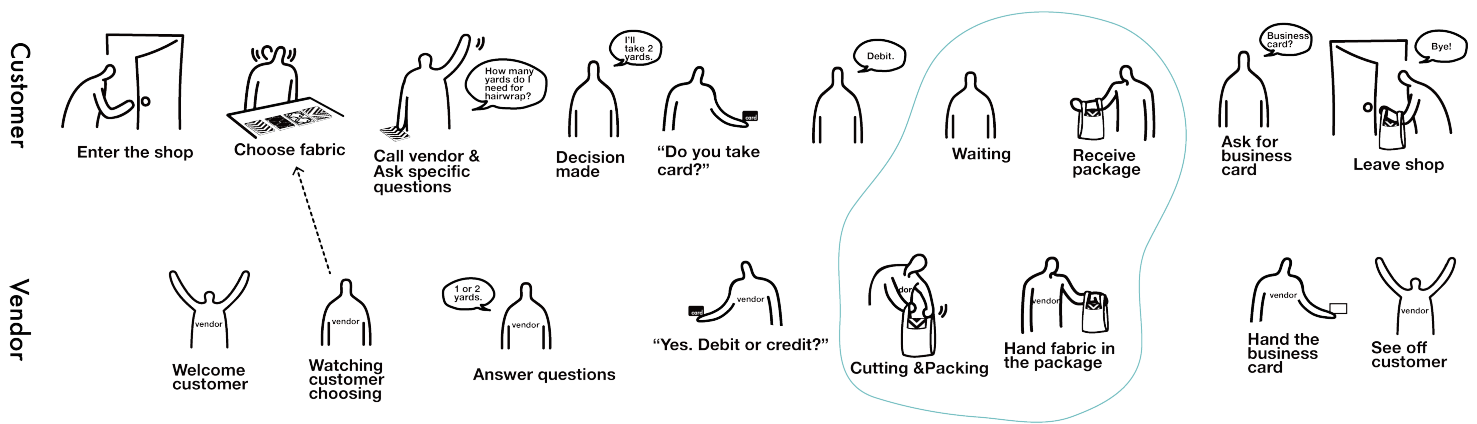 Customer
Enter the shop
Choose fabric
How many
yards do I
need for
hairwrap?
Call vendor &
Ask specific
questions
I'll
take 2
yards.
Decision
made
card
“Do you take
card?”
Debit.
Waiting
Receive
package
Business
card?
Ask for
business
card
Bye!
Leave shop
Vendor
vendor
Welcome
customer
vendor
Watching
customer
choosing
1 or 2
yards.
vendor
Answer questions
card
vendor
“Yes. Debit or credit?”
dor
Cutting &Packing
vendor
Hand fabric in
the package
vendor
Hand the
business
card
vendor
See off
customer